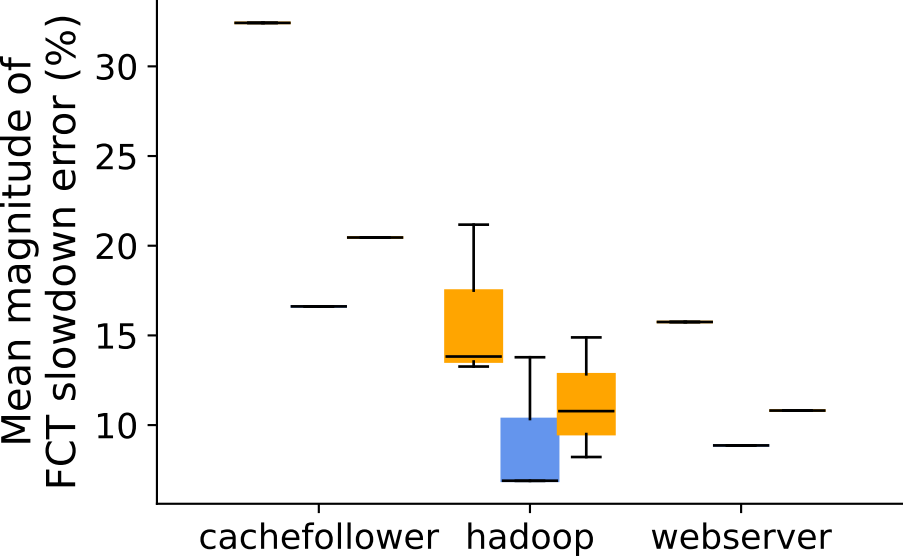 Mean magnitude of
FCT slowdown error (%)
30
25
20
15
10
cachefollower
hadoop
webserver